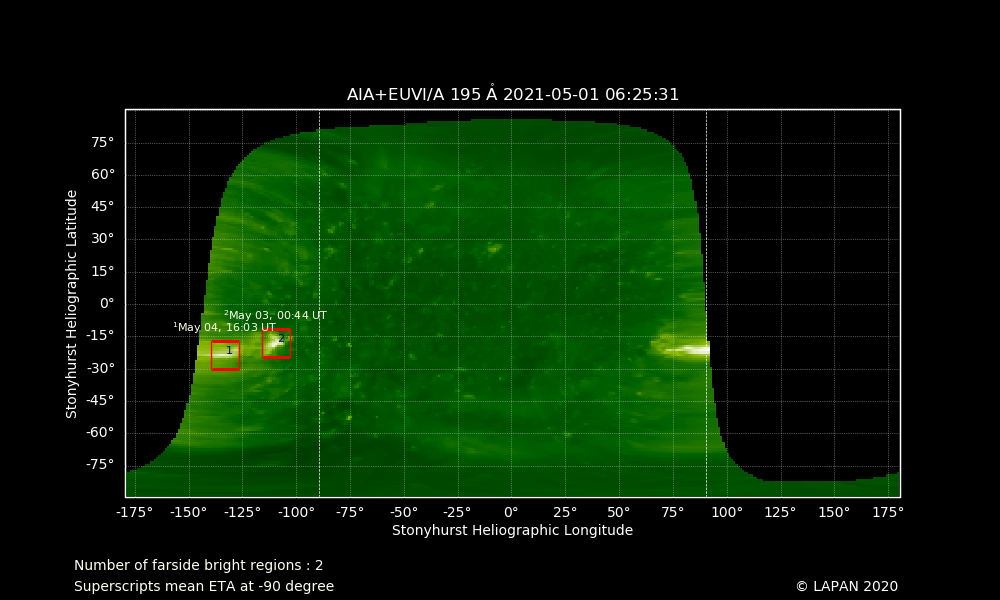 AIA+EUVI/A 195 Å 2021-05-01 06:25:31
Stonyhurst Heliographic Latitude
75°
60°
45°
30°
15°
0°
-15°
-30°
-45°
-60°
-75°
²May 03, 00:44 UT
¹May 04, 16:03 UT
2
1
-175° -150° -125° -100° -75° -50° -25° 0° 25° 50° 75° 100° 125° 150° 175°
Stonyhurst Heliographic Longitude
Number of farside bright regions : 2
Superscripts mean ETA at -90 degree
© LAPAN 2020